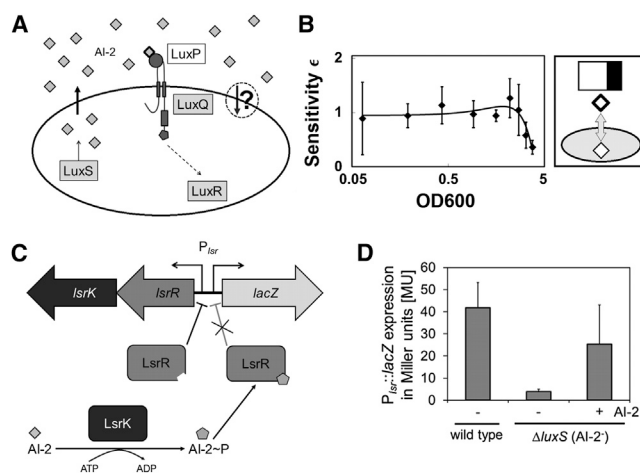 A
AI-2
LuxP
LuxQ
?
LuxS
LuxR
B
Sensitivity ϵ
2
1
0
0.05
0.5
5
OD600
C
P lsr
lsrK
lsrR
lacZ
LsrR
LsrR
LsrK
AI-2
AI-2~P
ATP
ADP
D
P lsr::lacZ expression
in Miller units [MU]
60
50
40
30
20
10
0
- - + AI-2
wild type
ΔluxS (AI-2-)